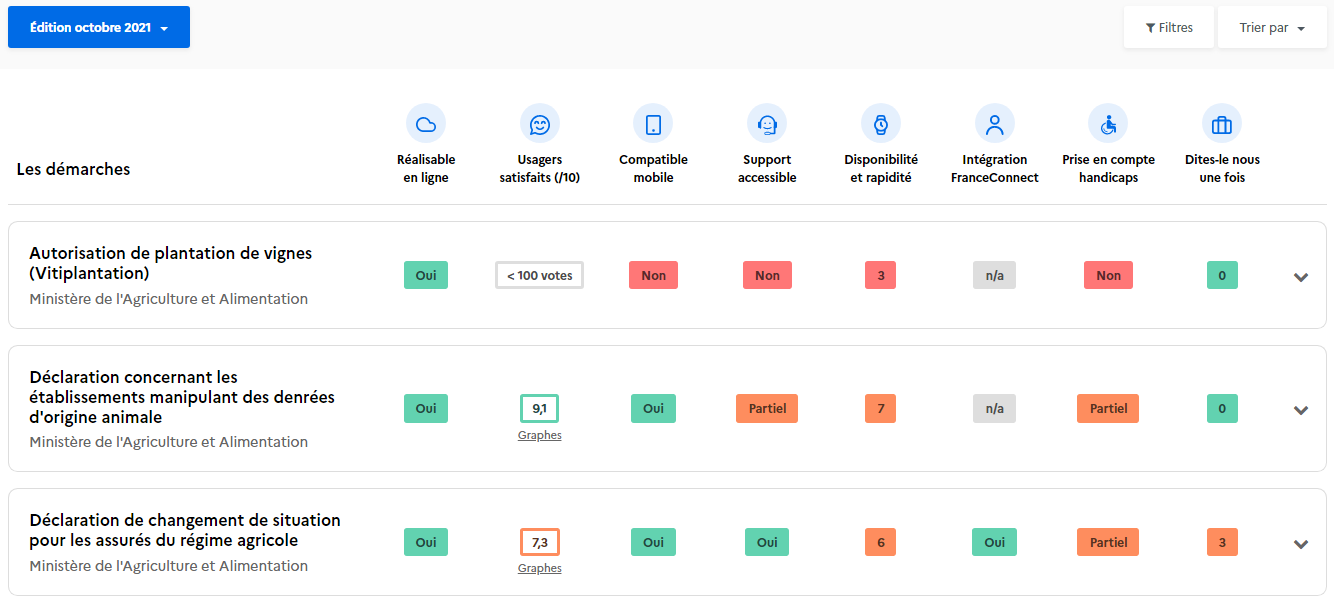 Édition octobre 2021
Filtres
Trier par
Les démarches
Réalisable
en ligne
Usagers
satisfaits (/10)
Compatible
mobile
Support
accessible
Disponibilité
et rapidité
Intégration
FranceConnect
Prise en compte
handicaps
Dites-le nous
une fois
Autorisation de plantation de vignes
(Vitiplantation)
Ministère de l'Agriculture et Alimentation
Oui
< 100 votes
Non
Non
3
n/a
Non
0
Déclaration concernant les
établissements manipulant des denrées
d'origine animale
Ministère de l'Agriculture et Alimentation
Oui
9,1
Graphes
Oui
Partiel
7
n/a
Partiel
0
Déclaration de changement de situation
pour les assurés du régime agricole
Ministère de l'Agriculture et Alimentation
Oui
7,3
Graphes
Oui
Oui
6
Oui
Partiel
3